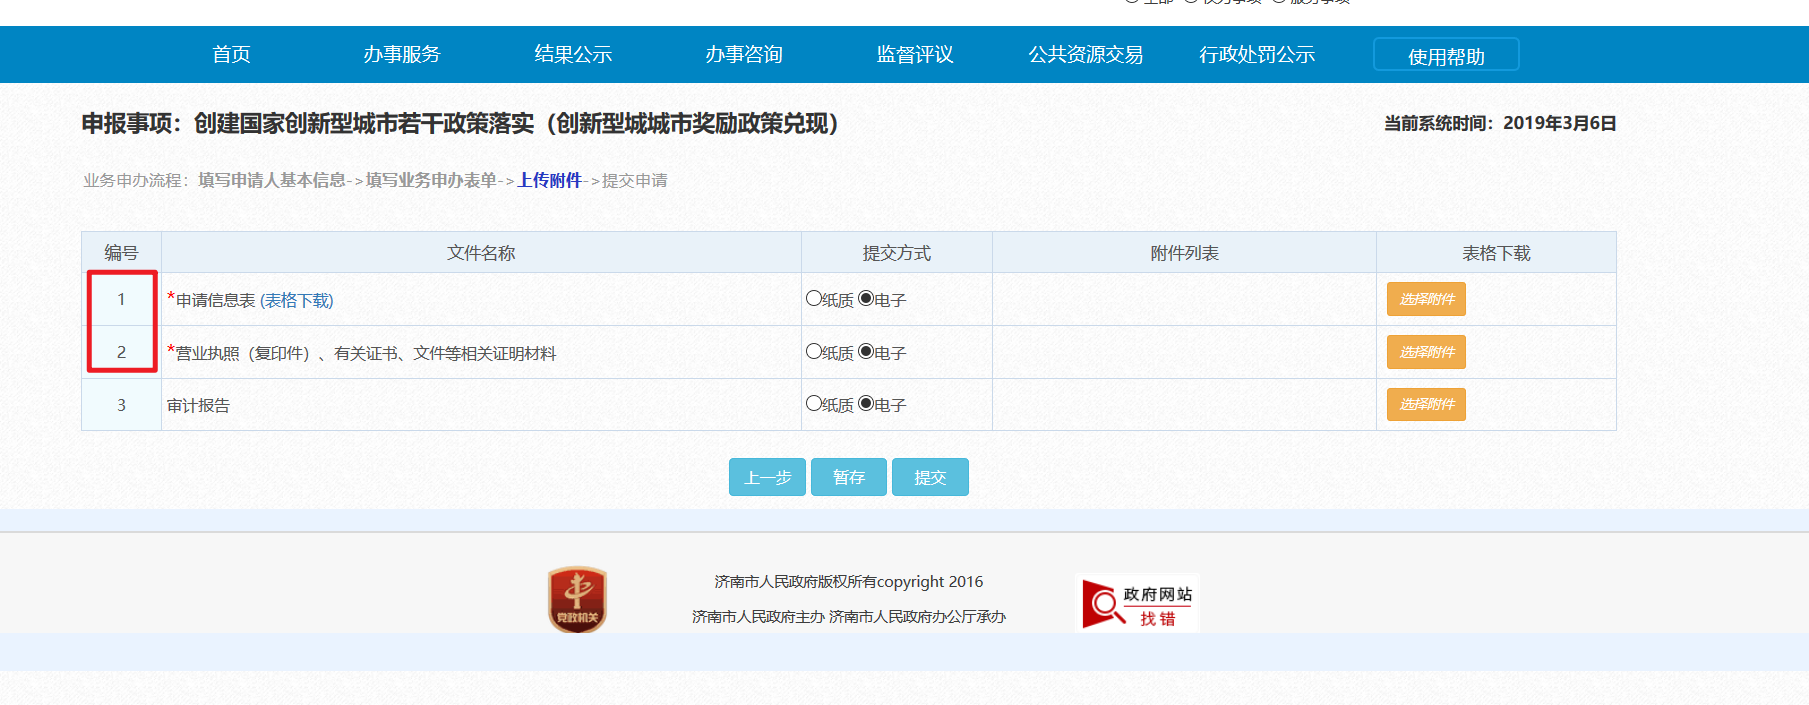 全部 权力事项 服务事项
首页 办事服务 结果公示 办事咨询 监督评议 公共资源交易 行政处罚公示 使用帮助
申报事项：创建国家创新型城市若干政策落实（创新型城城市奖励政策兑现） 当前系统时间：2019年3月6日
业务申办流程：填写申请人基本信息->填写业务申办表单->上传附件->提交申请
编号 文件名称 提交方式 附件列表 表格下载
1 *申请信息表 (表格下载) 纸质 电子 选择附件
2 *营业执照（复印件）、有关证书、文件等相关证明材料 纸质 电子 选择附件
3 审计报告 纸质 电子 选择附件
上一步 暂存 提交
党政机关
济南市人民政府版权所有copyright 2016
济南市人民政府主办 济南市人民政府办公厅承办
政府网站
找错